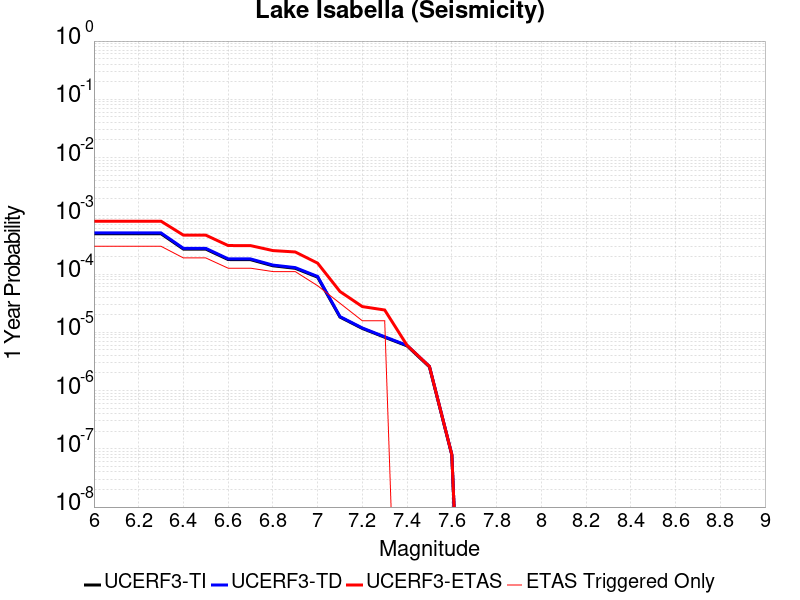 Lake Isabella (Seismicity)
10^0
10^-1
10^-2
10^-3
10^-4
10^-5
10^-6
10^-7
10^-8
1 Year Probability
6 6.2 6.4 6.6 6.8 7 7.2 7.4 7.6 7.8 8 8.2 8.4 8.6 8.8 9
Magnitude
UCERF3-TI UCERF3-TD UCERF3-ETAS ETAS Triggered Only